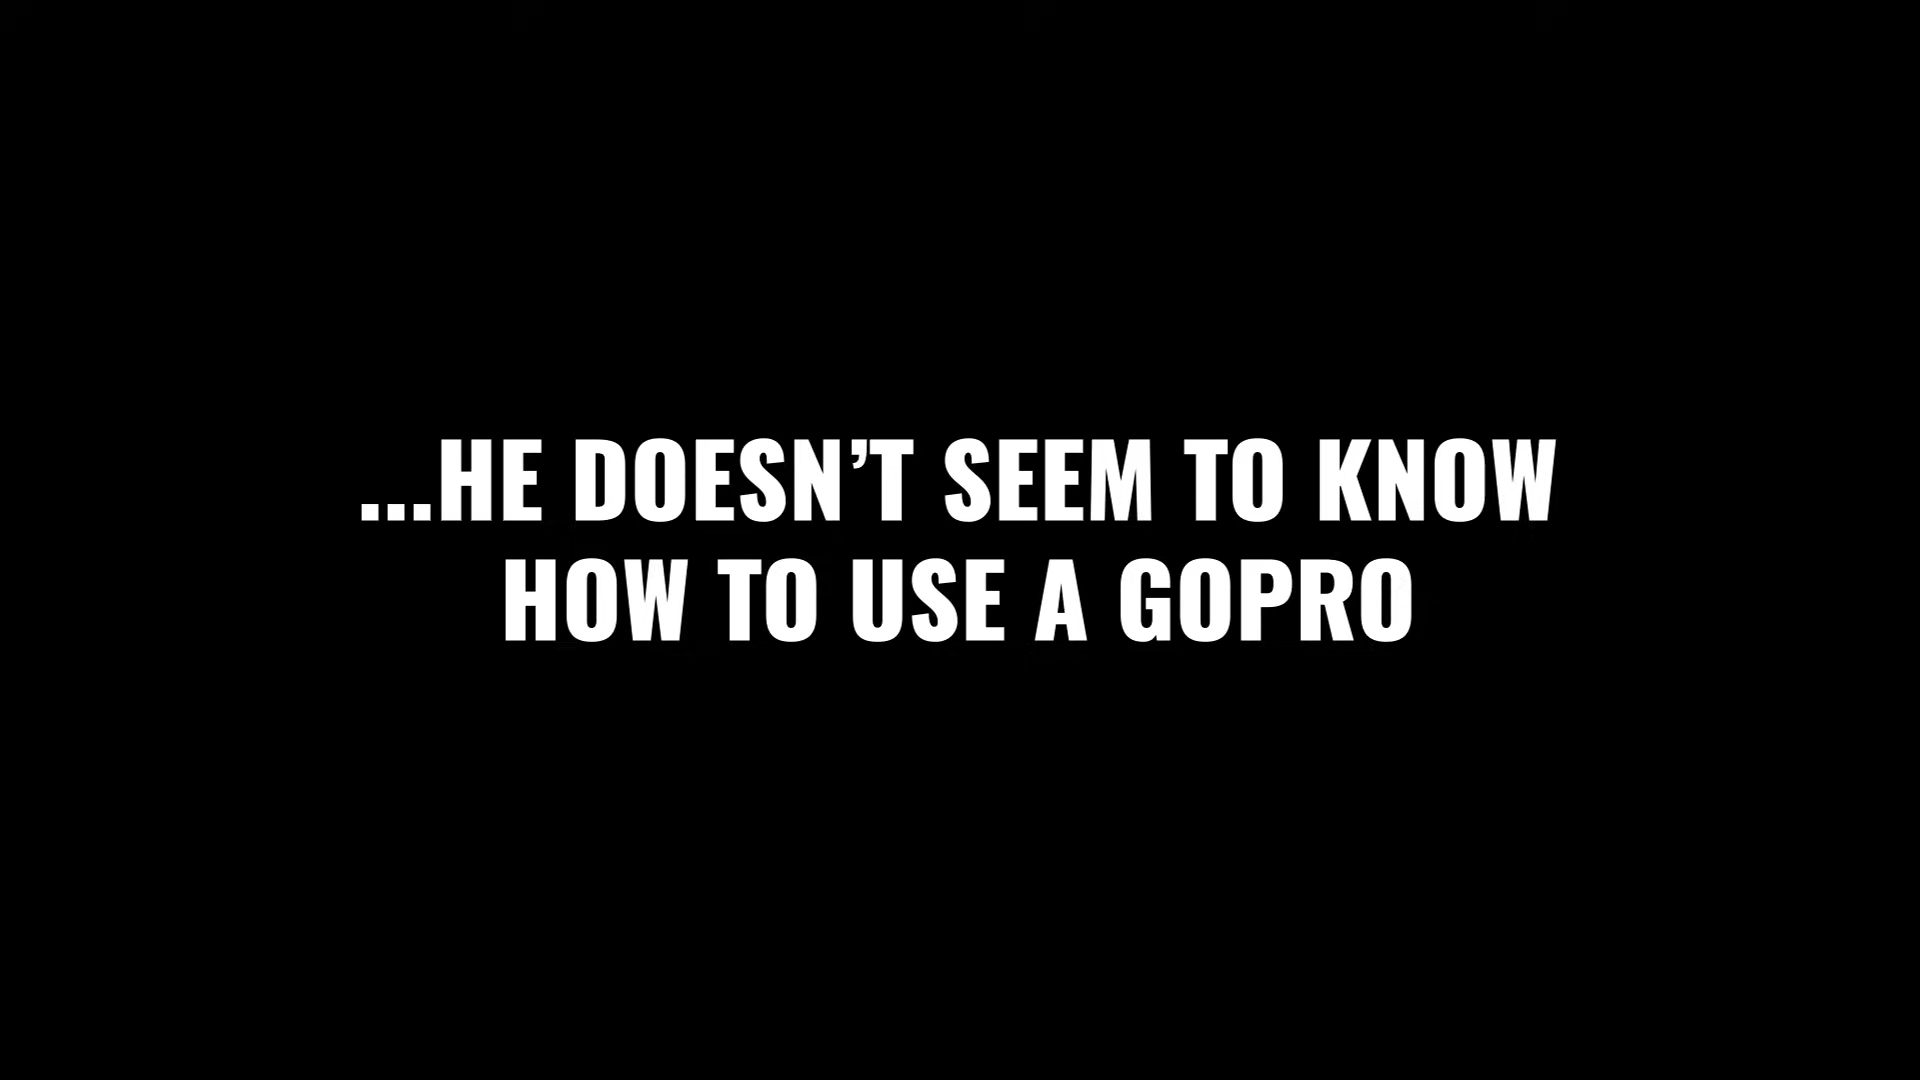 ...HE DOESN’T SEEM TO KNOW
HOW TO USE A GOPRO